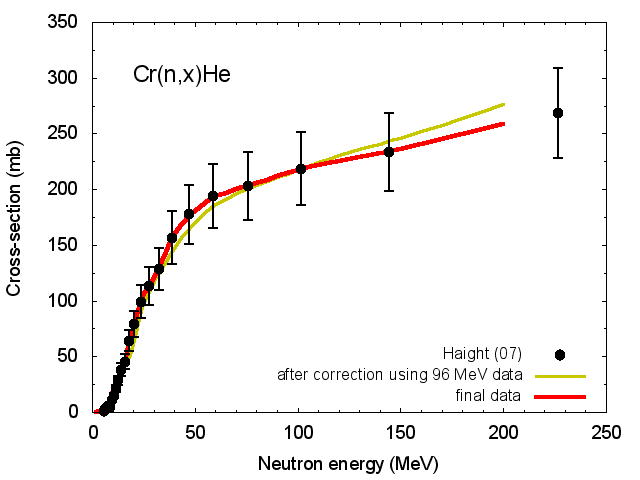 350
300
250
200
150
100
50
0
Cross-section (mb)
Cr(n,x)He
Haight (07)
after correction using 96 MeV data
final data
0 50 100 150 200 250
Neutron energy (MeV)